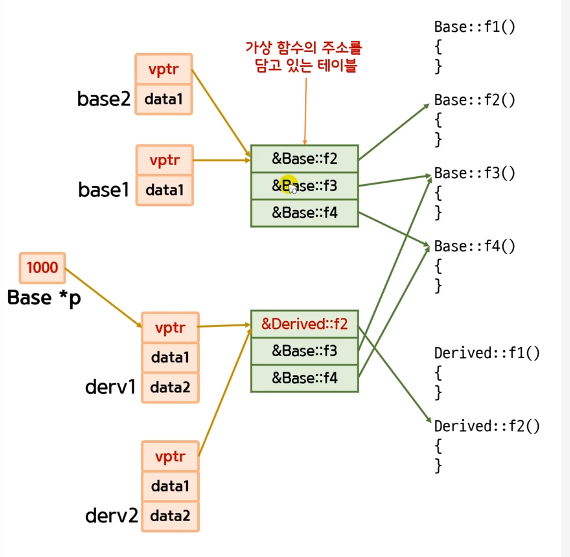 가상 함수의 주소를
담고 있는 테이블
vptr
data1
base2
vptr
data1
base1
&Base::f2
&Base::f3
&Base::f4
1000
Base *p
vptr
data1
data2
derv1
&Derived::f2
&Base::f3
&Base::f4
vptr
data1
data2
derv2
Base::f1()
{
}
Base::f2()
{
}
Base::f3()
{
}
Base::f4()
{
}
Derived::f1()
{
}
Derived::f2()
{
}